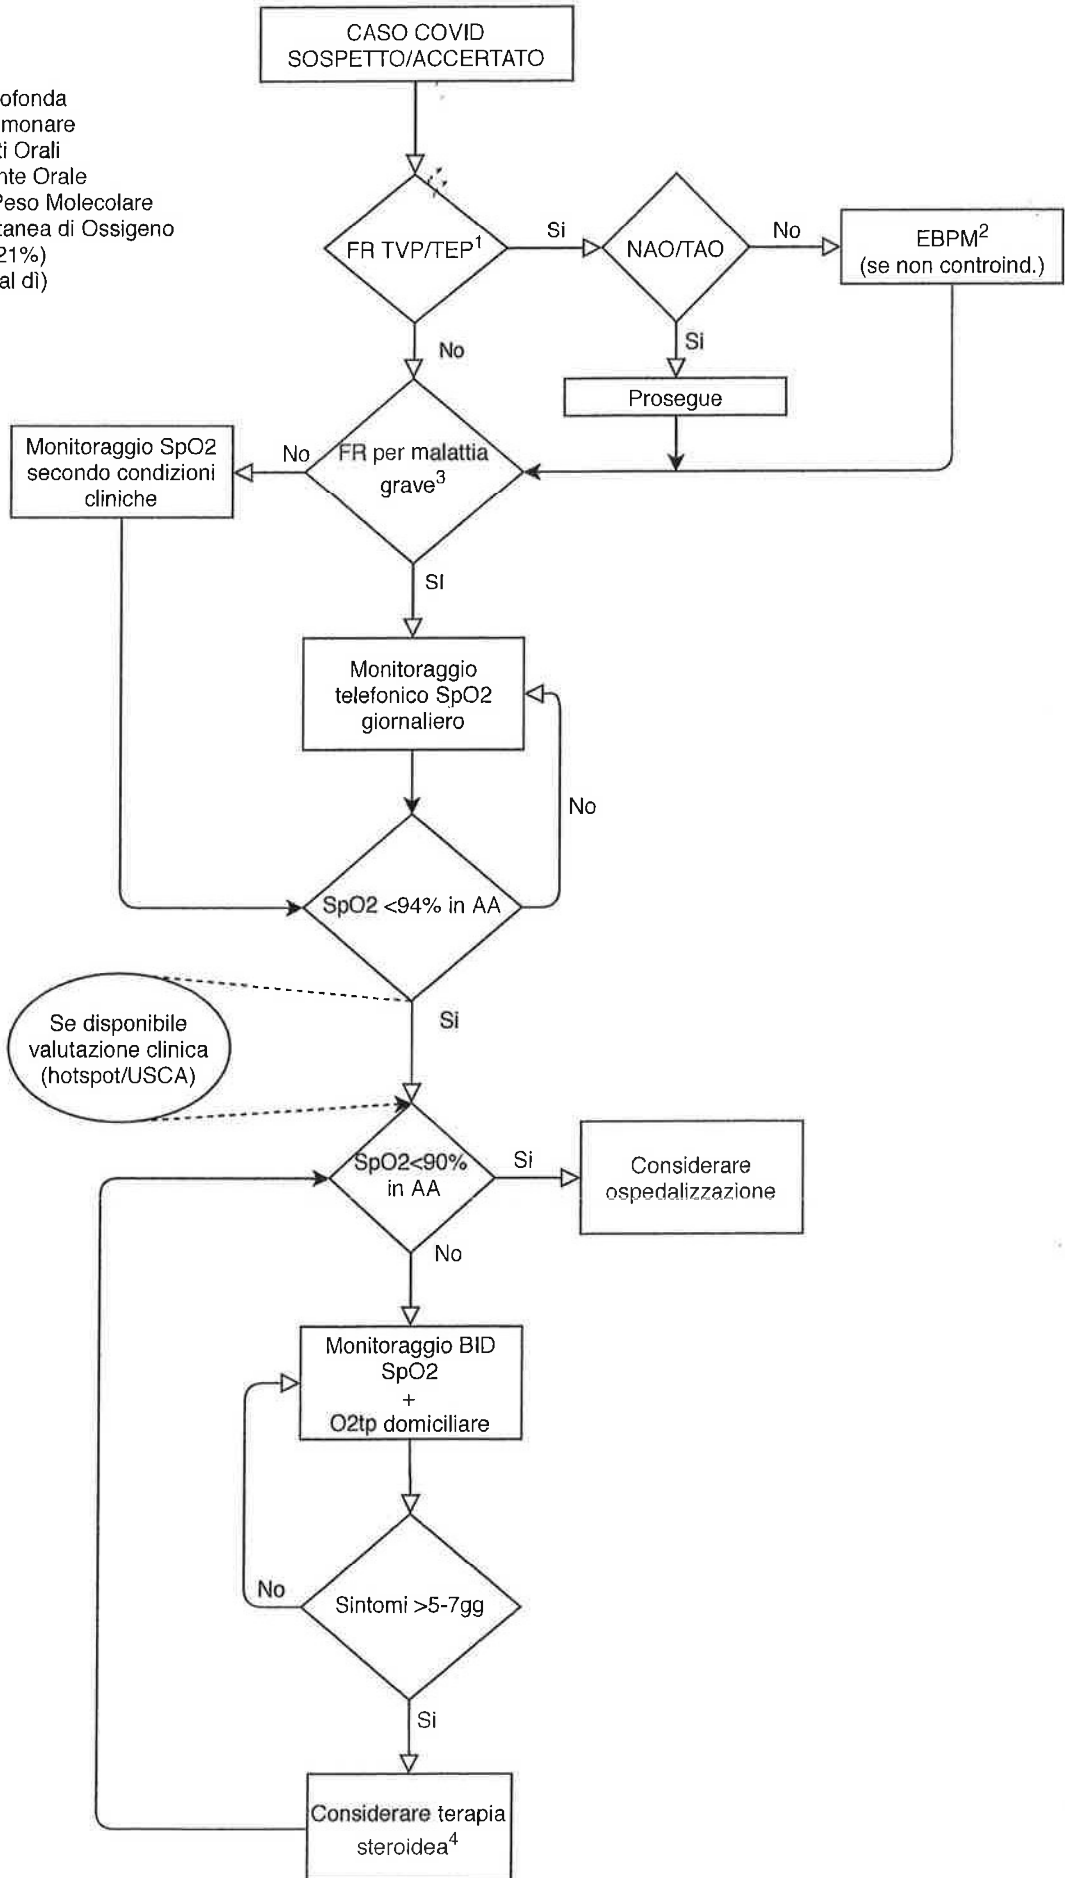 CASO COVID
SOSPETTO/ACCERTATO
ofonda
monare
ti Orali
nte Orale
Peso Molecolare
tanea di Ossigeno
21%)
al dì)
FR TVP/TEP1
Si
NAO/TAO
No
EBPM2
(se non controind.)
No
Si
Prosegue
Monitoraggio SpO2
secondo condizioni
cliniche
No
FR per malattia
grave3
SI
Monitoraggio
telefonico SpO2
giornaliero
No
SpO2 <94% in AA
Si
Se disponibile
valutazione clinica
(hotspot/USCA)
SpO2<90%
in AA
Si
Considerare
ospedalizzazione
No
Monitoraggio BID
SpO2
+
O2tp domiciliare
No
Sintomi >5-7gg
Si
Considerare terapia
steroidea4